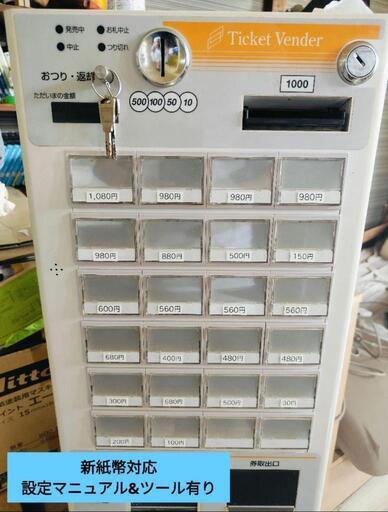 発売中
お札中止
中止
つり切れ
Ticket Vender
おつり・返却
ただいまの金額
500 100 50 10
1000
1,080円
980円
980円
980円
980円
880円
500円
150円
600円
560円
560円
560円
680円
400円
480円
480円
300円
680円
500円
30円
200円
100円
券取出口
新紙幣対応
設定マニュアル&ツール有り